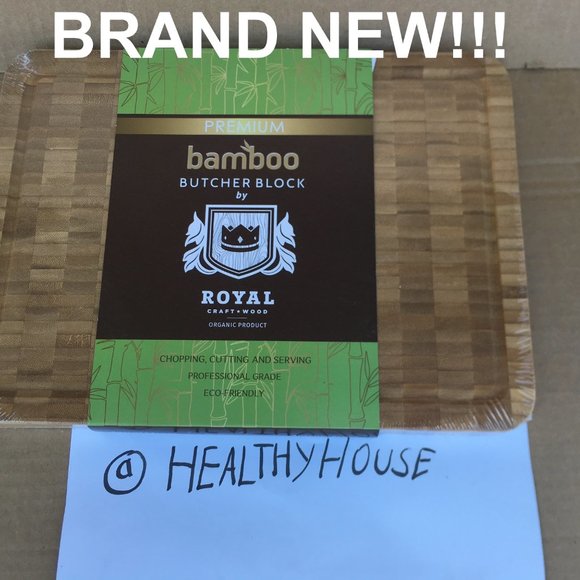 BRAND NEW!!!
PREMIUM
bamboo
BUTCHER BLOCK
by
ROYAL
CRAFT WOOD
ORGANIC PRODUCT
CHOPPING, CUTTING AND SERVING
PROFESSIONAL GRADE
ECO-FRIENDLY
@ HEALTHYHOUSE